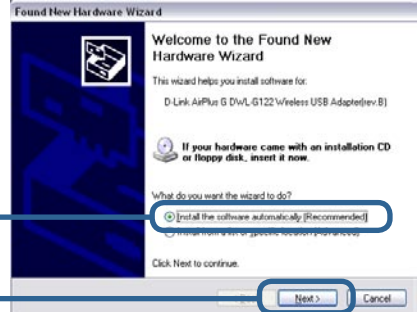 Found New Hardware Wizard
Welcome to the Found New
Hardware Wizard
This wizard helps you install software for:
D-Link AirPlus G DWL-G122 Wireless USB Adapter(rev.B)
If your hardware came with an installation CD
or floppy disk, insert it now.
What do you want the wizard to do?
Install the software automatically (Recommended)
Install from a list or specific location (Advanced)
Click Next to continue.
Next >
Cancel